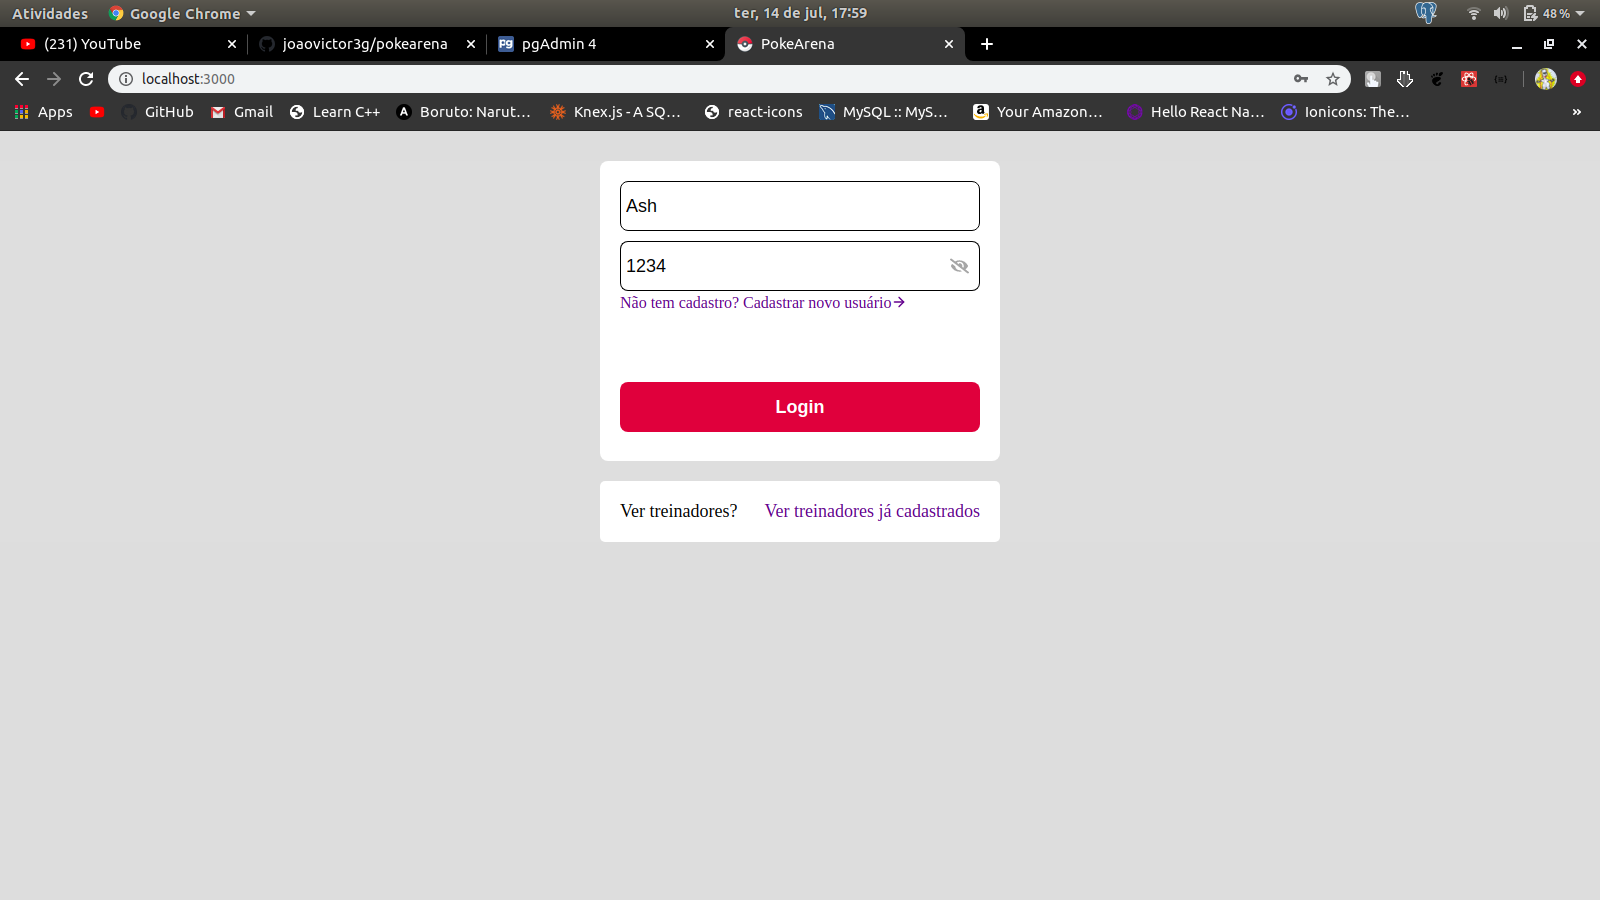 Atividades Google Chrome ter, 14 de jul, 17:59 48 %
(231) YouTube joaovictor3g/pokearena pgAdmin 4 PokeArena
localhost:3000
Apps GitHub Gmail Learn C++ Boruto: Narut… Knex.js - A SQ… react-icons MySQL :: MyS… Your Amazon… Hello React Na… Ionicons: The… »
Ash
1234
Não tem cadastro? Cadastrar novo usuário
Login
Ver treinadores? Ver treinadores já cadastrados